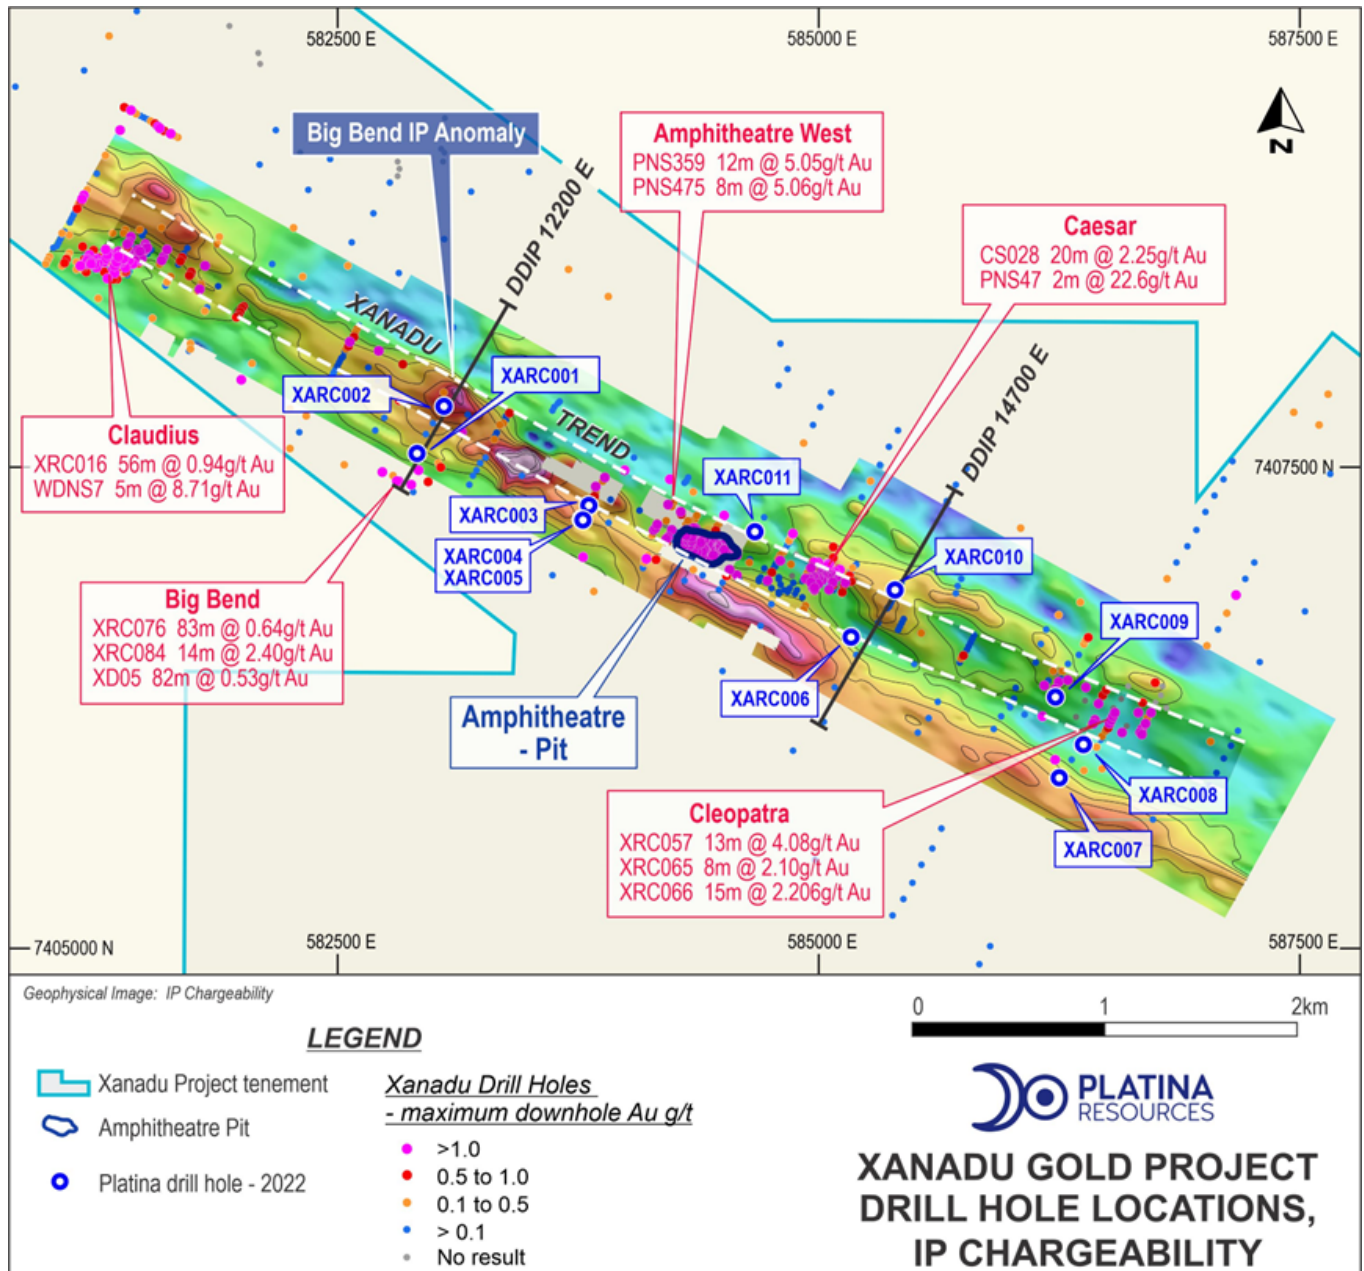 582500 E
585000 E
587500 E
Big Bend IP Anomaly
Amphitheatre West
PNS359 12m @ 5.05g/t Au
PNS475 8m @ 5.06g/t Au
N
DDIP 12200 E
Caesar
CS028 20m @ 2.25g/t Au
PNS47 2m @ 22.6g/t Au
XANADU
TREND
DDIP 14700 E
XARC001
XARC002
Claudius
XRC016 56m @ 0.94g/t Au
WDNS7 5m @ 8.71g/t Au
7407500 N
XARC011
XARC003
XARC004
XARC005
XARC010
Big Bend
XRC076 83m @ 0.64g/t Au
XRC084 14m @ 2.40g/t Au
XD05 82m @ 0.53g/t Au
XARC009
XARC006
Amphitheatre
- Pit
XARC008
Cleopatra
XRC057 13m @ 4.08g/t Au
XRC065 8m @ 2.10g/t Au
XRC066 15m @ 2.206g/t Au
XARC007
7405000 N
582500 E
585000 E
587500 E
Geophysical Image: IP Chargeability
LEGEND
Xanadu Project tenement
Amphitheatre Pit
Platina drill hole - 2022
Xanadu Drill Holes
- maximum downhole Au g/t
>1.0
0.5 to 1.0
0.1 to 0.5
> 0.1
No result
0 1 2km
PLATINA
RESOURCES
XANADU GOLD PROJECT
DRILL HOLE LOCATIONS,
IP CHARGEABILITY